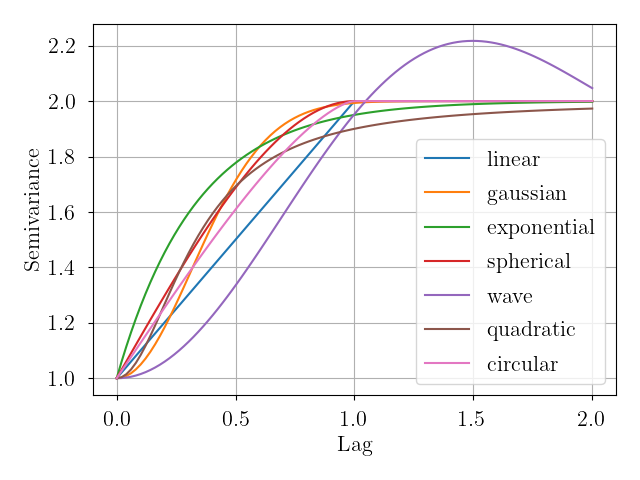 2.2
2.0
1.8
1.6
1.4
1.2
1.0
Semivariance
linear
gaussian
exponential
spherical
wave
quadratic
circular
0.0 0.5 1.0 1.5 2.0
Lag